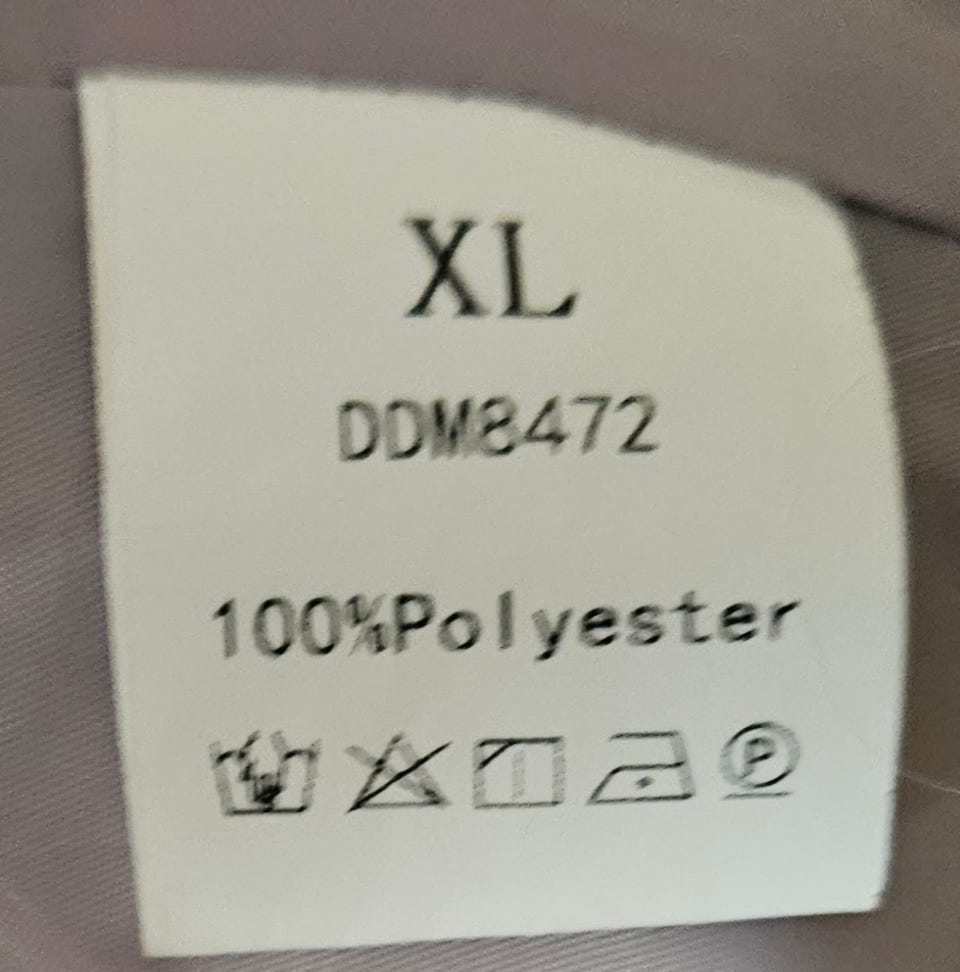 XL
DDM8472
100%Polyester
P